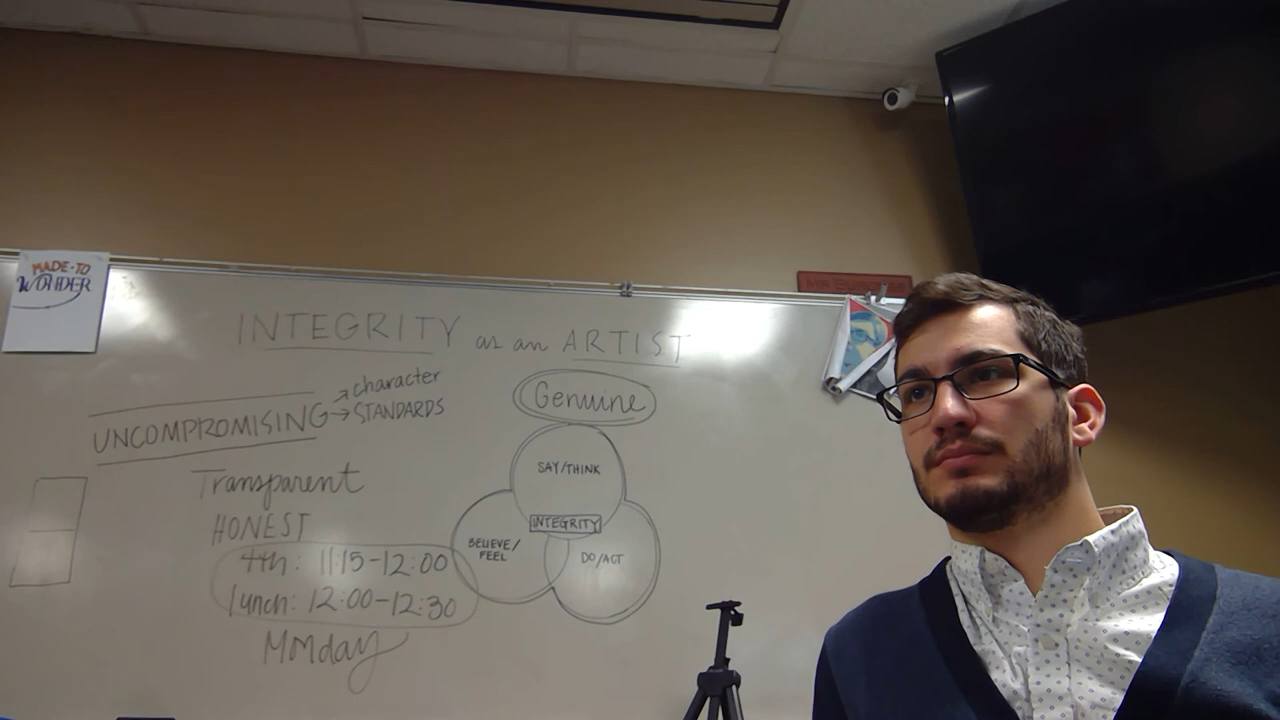 MADE·TO
WONDER
INTEGRITY as an ARTIST
UNCOMPROMISING → character
→ STANDARDS
Genuine
Transparent
HONEST
SAY/THINK
INTEGRITY
BELIEVE/
FEEL
DO/ACT
4th: 11:15-12:00
lunch: 12:00-12:30
Monday